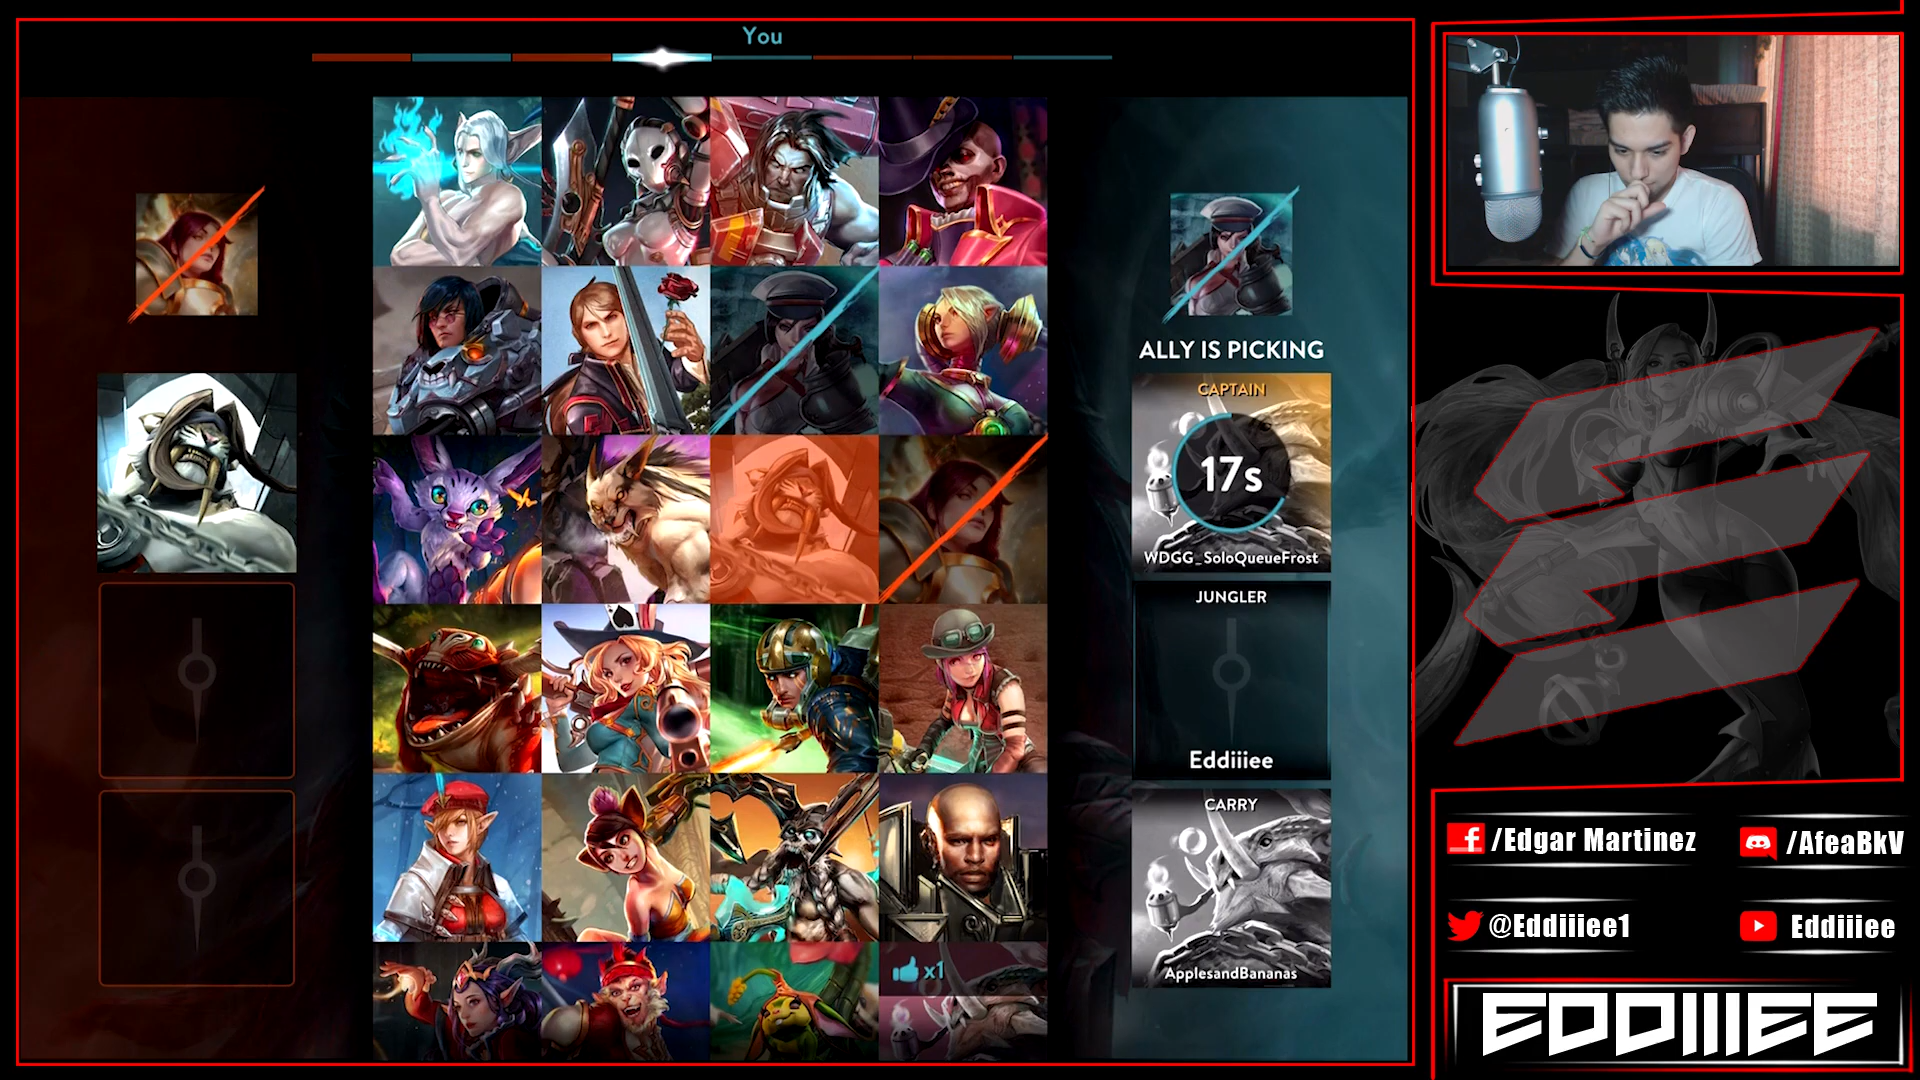 You
ALLY IS PICKING
CAPTAIN
17s
WDGG_SoloQueueFrost
JUNGLER
Eddiiiee
CARRY
x1
ApplesandBananas
/Edgar Martinez
/AfeaBkV
@Eddiiiee1
Eddiiiee
EDDIIIEE